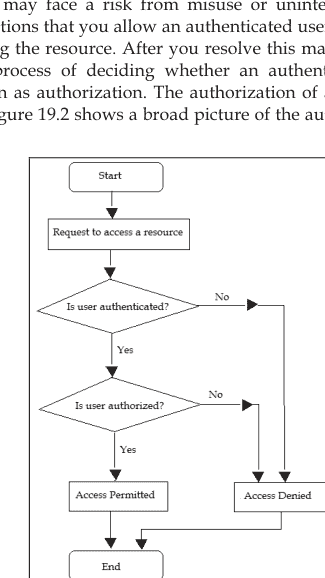 may face a risk from misuse or uninte
ctions that you allow an authenticated use
ng the resource. After you resolve this ma
process of deciding whether an authent
n as authorization. The authorization of
gure 19.2 shows a broad picture of the au
Start
Request to access a resource
Is user authenticated?
No
Yes
Is user authorized?
No
Yes
Access Permitted
Access Denied
End